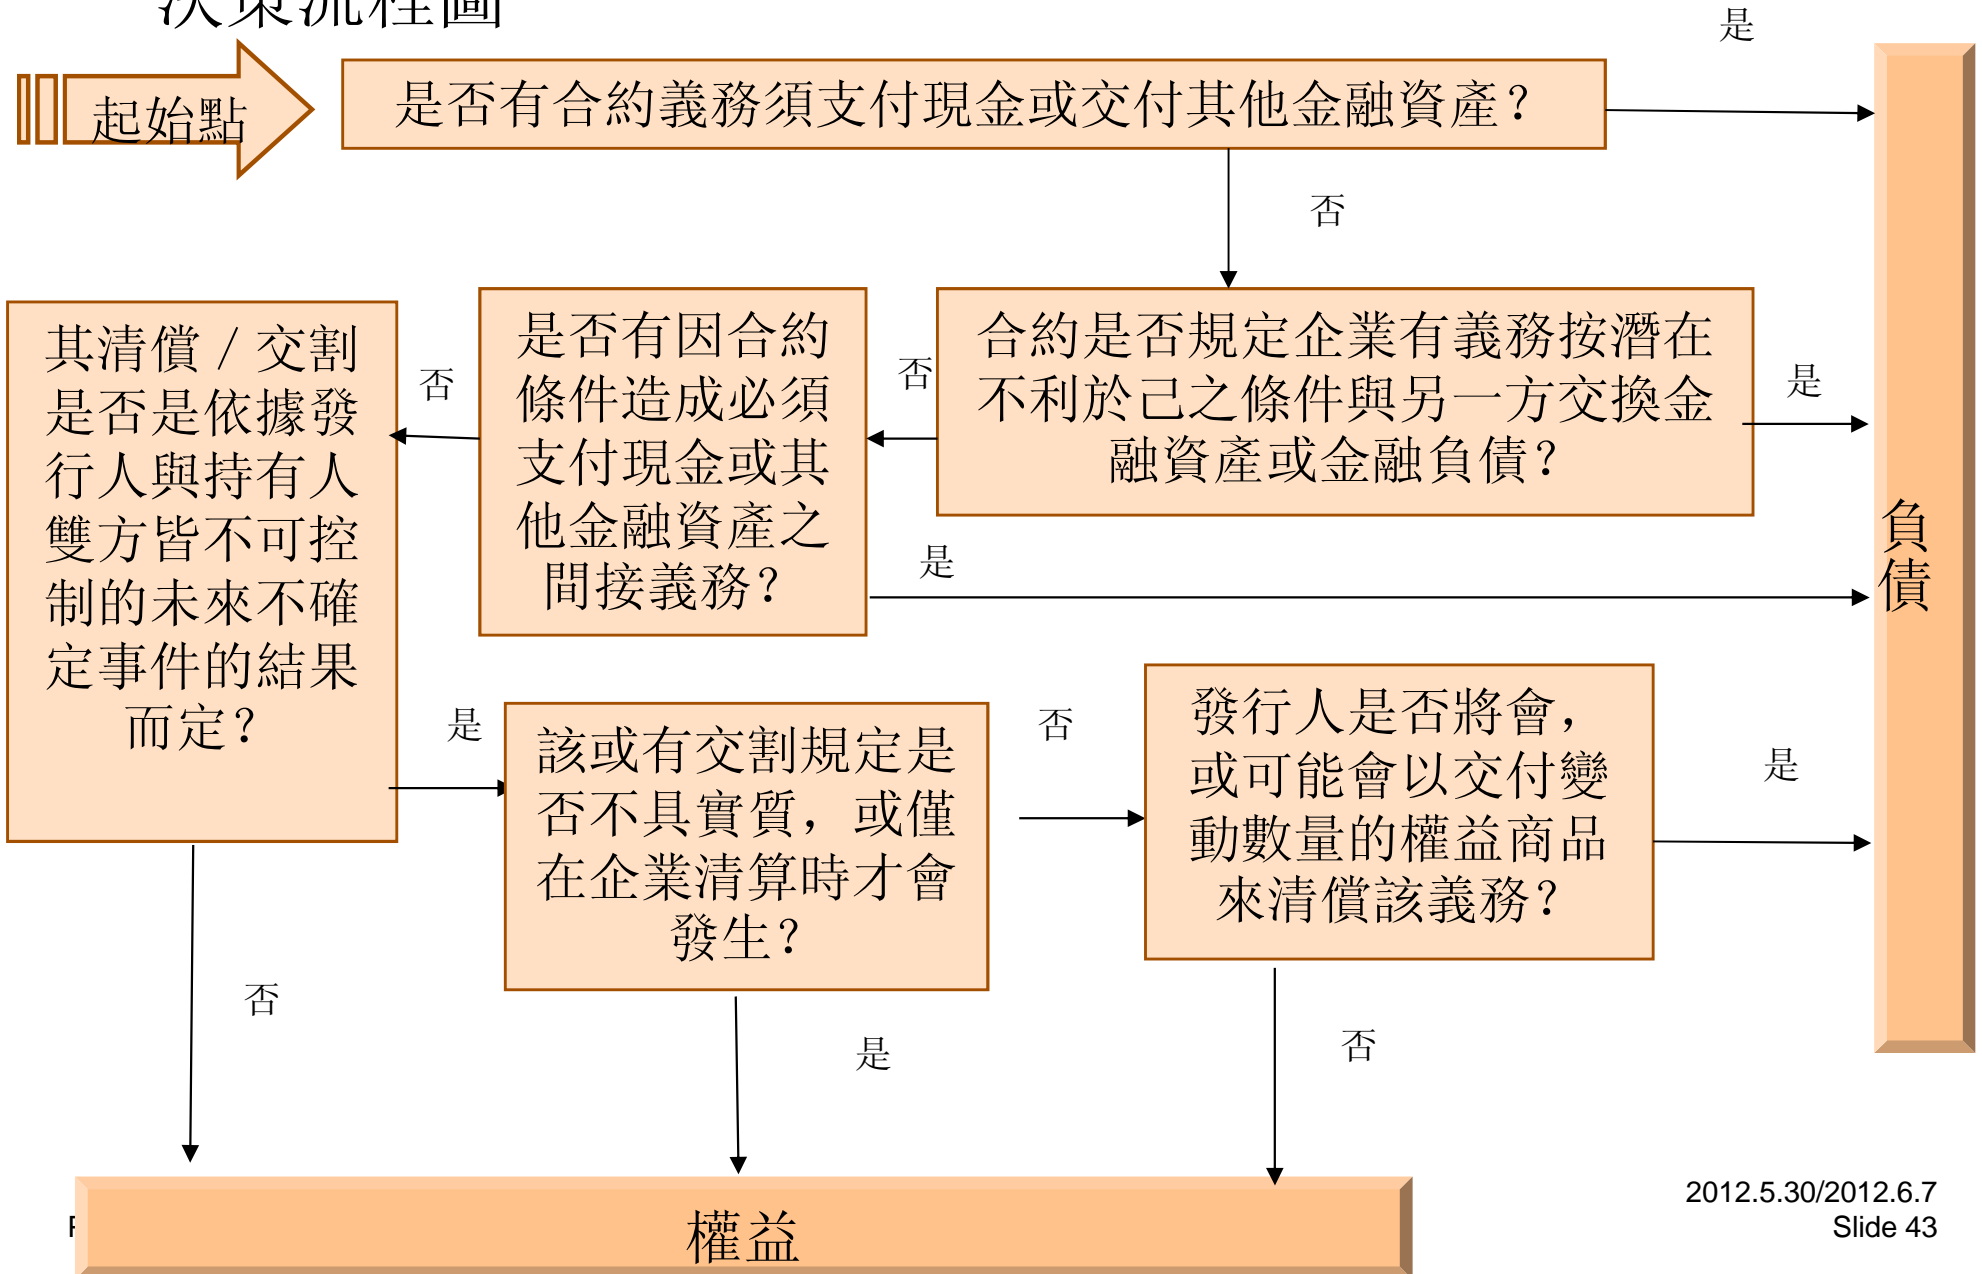 決策流程圖
是
起始點
是否有合約義務須支付現金或交付其他金融資產?
否
其清償／交割
是否是依據發
行人與持有人
雙方皆不可控
制的未來不確
定事件的結果
而定?
否
是否有因合約
條件造成必須
支付現金或其
他金融資產之
間接義務?
否
合約是否規定企業有義務按潛在
不利於己之條件與另一方交換金
融資產或金融負債?
是
是
負
債
是
該或有交割規定是
否不具實質，或僅
在企業清算時才會
發生?
否
發行人是否將會，
或可能會以交付變
動數量的權益商品
來清償該義務?
是
否
是
否
權益
2012.5.30/2012.6.7
Slide 43